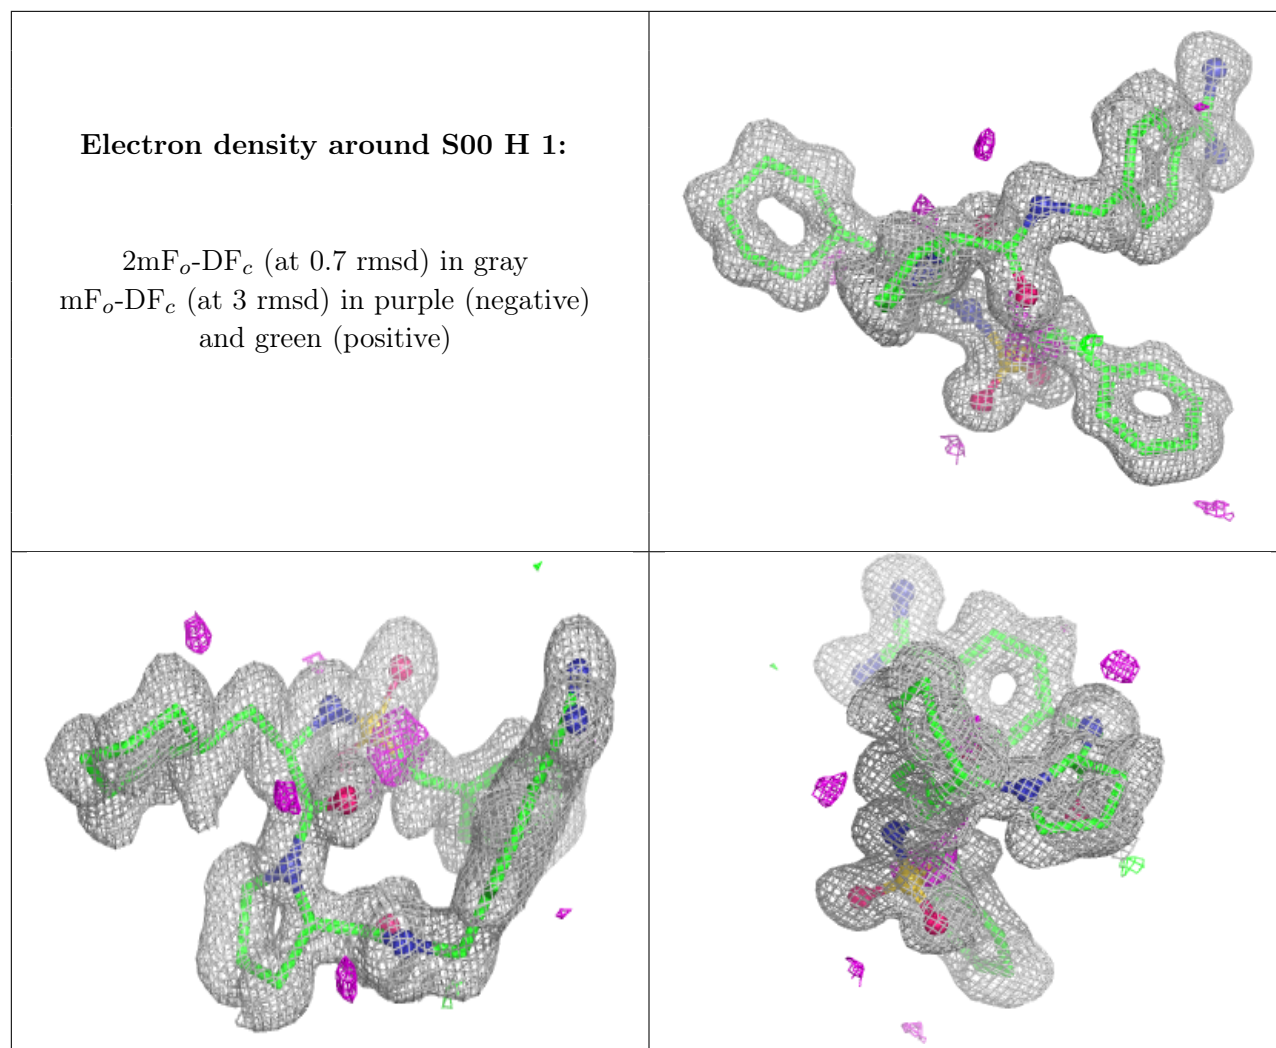 Electron density around S00 H 1:
2mFo-DFc (at 0.7 rmsd) in gray
mFo-DFc (at 3 rmsd) in purple (negative)
and green (positive)